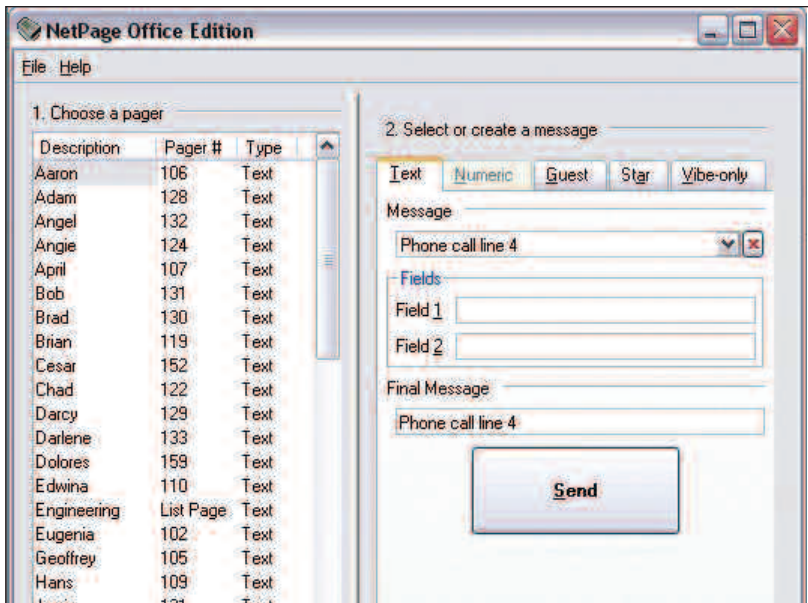 NetPage Office Edition
File Help
1. Choose a pager
Description Pager # Type
Aaron 106 Text
Adam 128 Text
Angel 132 Text
Angie 124 Text
April 107 Text
Bob 131 Text
Brad 130 Text
Brian 119 Text
Cesar 152 Text
Chad 122 Text
Darcy 129 Text
Darlene 133 Text
Dolores 159 Text
Edwina 110 Text
Engineering List Page Text
Eugenia 102 Text
Geoffrey 105 Text
Hans 109 Text
2. Select or create a message
Text Numeric Guest Star Vibe-only
Message
Phone call line 4
Fields
Field 1
Field 2
Final Message
Phone call line 4
Send